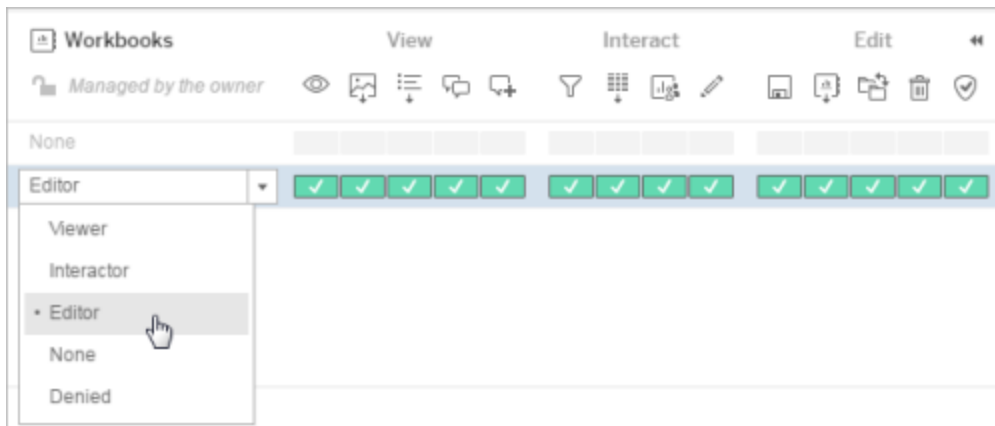 Workbooks View Interact Edit
Managed by the owner
None
Editor
Viewer
Interactor
• Editor
None
Denied